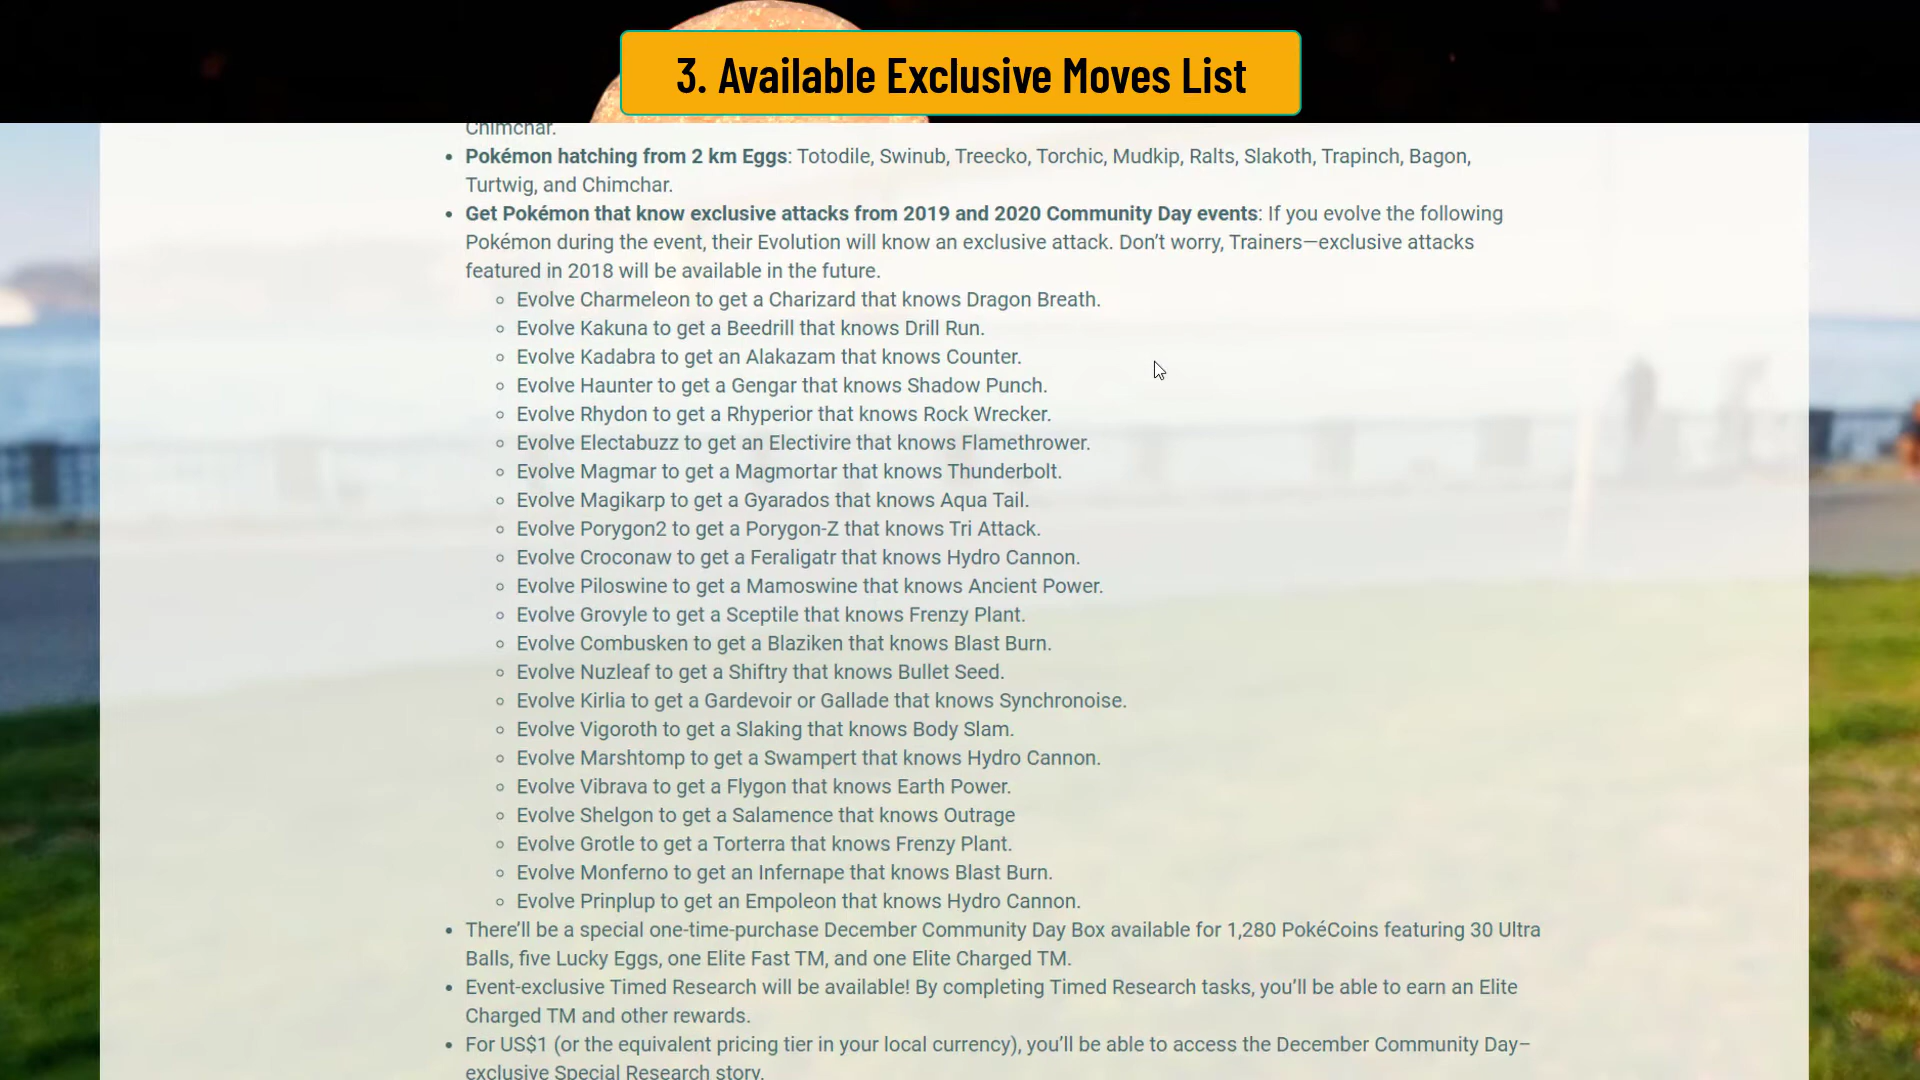 3. Available Exclusive Moves List
Chimchar.
• Pokémon hatching from 2 km Eggs: Totodile, Swinub, Treecko, Torchic, Mudkip, Ralts, Slakoth, Trapinch, Bagon,
Turtwig, and Chimchar.
• Get Pokémon that know exclusive attacks from 2019 and 2020 Community Day events: If you evolve the following
Pokémon during the event, their Evolution will know an exclusive attack. Don’t worry, Trainers—exclusive attacks
featured in 2018 will be available in the future.
◦ Evolve Charmeleon to get a Charizard that knows Dragon Breath.
◦ Evolve Kakuna to get a Beedrill that knows Drill Run.
◦ Evolve Kadabra to get an Alakazam that knows Counter.
◦ Evolve Haunter to get a Gengar that knows Shadow Punch.
◦ Evolve Rhydon to get a Rhyperior that knows Rock Wrecker.
◦ Evolve Electabuzz to get an Electivire that knows Flamethrower.
◦ Evolve Magmar to get a Magmortar that knows Thunderbolt.
◦ Evolve Magikarp to get a Gyarados that knows Aqua Tail.
◦ Evolve Porygon2 to get a Porygon-Z that knows Tri Attack.
◦ Evolve Croconaw to get a Feraligatr that knows Hydro Cannon.
◦ Evolve Piloswine to get a Mamoswine that knows Ancient Power.
◦ Evolve Grovyle to get a Sceptile that knows Frenzy Plant.
◦ Evolve Combusken to get a Blaziken that knows Blast Burn.
◦ Evolve Nuzleaf to get a Shiftry that knows Bullet Seed.
◦ Evolve Kirlia to get a Gardevoir or Gallade that knows Synchronoise.
◦ Evolve Vigoroth to get a Slaking that knows Body Slam.
◦ Evolve Marshtomp to get a Swampert that knows Hydro Cannon.
◦ Evolve Vibrava to get a Flygon that knows Earth Power.
◦ Evolve Shelgon to get a Salamence that knows Outrage
◦ Evolve Grotle to get a Torterra that knows Frenzy Plant.
◦ Evolve Monferno to get an Infernape that knows Blast Burn.
◦ Evolve Prinplup to get an Empoleon that knows Hydro Cannon.
• There’ll be a special one-time-purchase December Community Day Box available for 1,280 PokéCoins featuring 30 Ultra
Balls, five Lucky Eggs, one Elite Fast TM, and one Elite Charged TM.
• Event-exclusive Timed Research will be available! By completing Timed Research tasks, you’ll be able to earn an Elite
Charged TM and other rewards.
• For US$1 (or the equivalent pricing tier in your local currency), you’ll be able to access the December Community Day–
exclusive Special Research story.